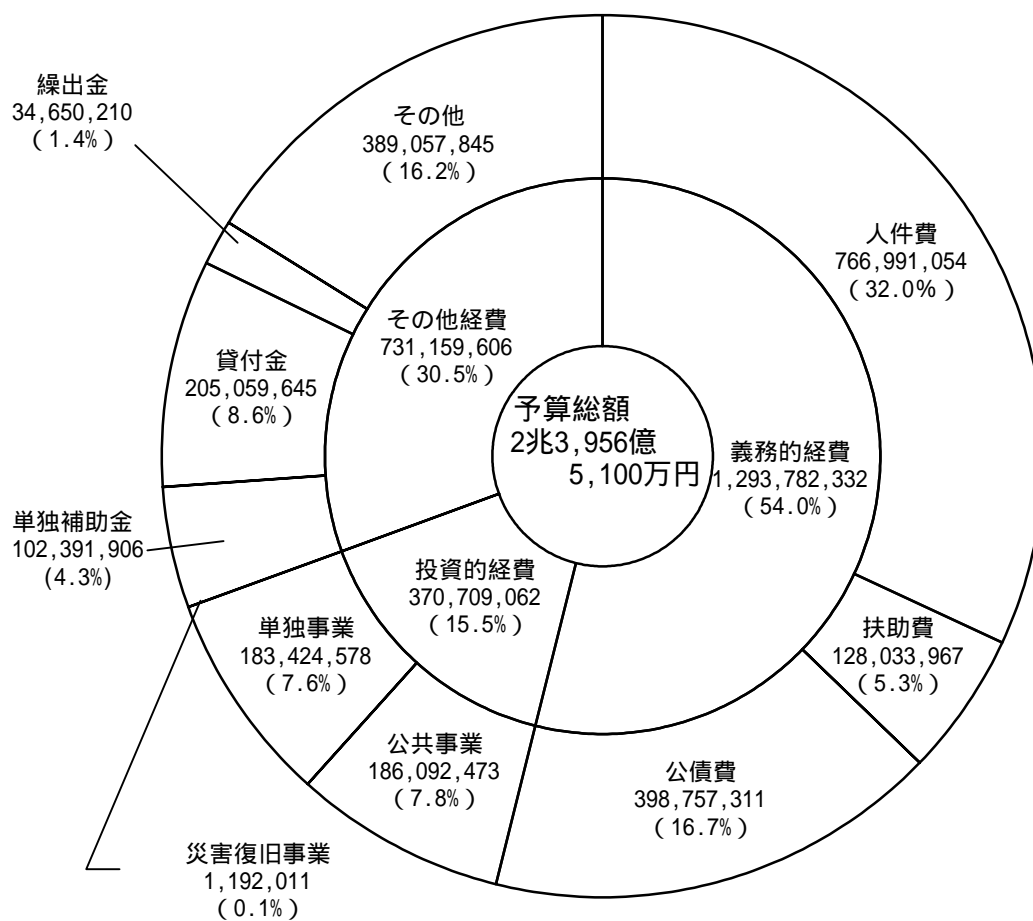 繰出金
34,650,210
(1.4%)
その他
389,057,845
(16.2%)
人件費
766,991,054
(32.0%)
その他経費
731,159,606
(30.5%)
貸付金
205,059,645
(8.6%)
予算総額
2兆3,956億
5,100万円
義務的経費
1,293,782,332
(54.0%)
単独補助金
102,391,906
(4.3%)
投資的経費
370,709,062
(15.5%)
単独事業
183,424,578
(7.6%)
扶助費
128,033,967
(5.3%)
公共事業
186,092,473
(7.8%)
公債費
398,757,311
(16.7%)
災害復旧事業
1,192,011
(0.1%)